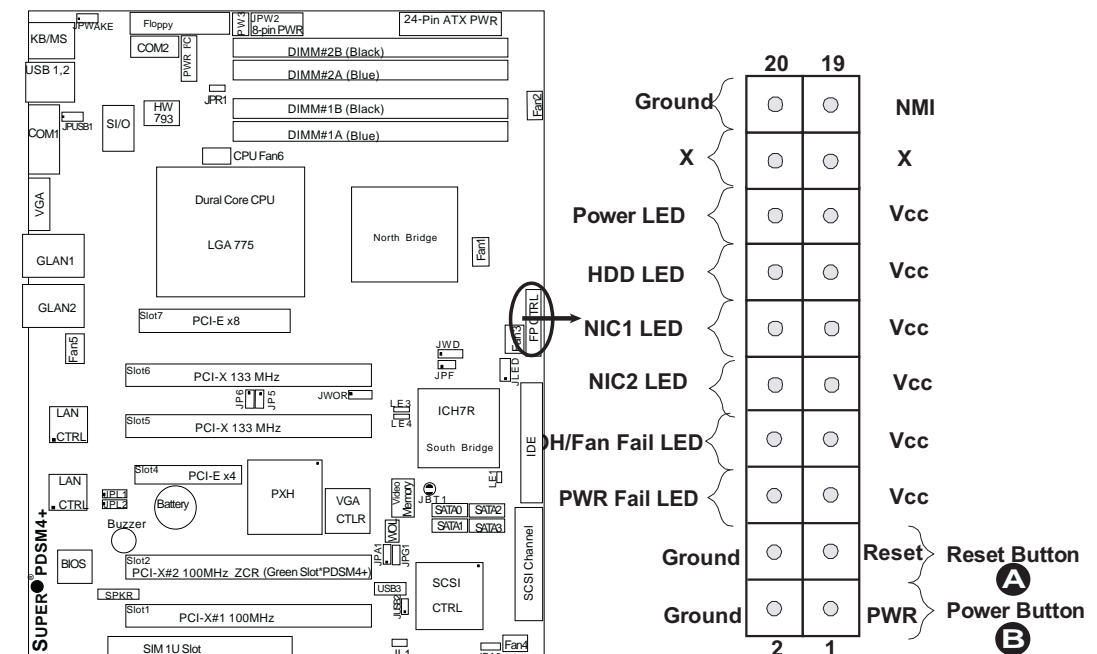 JPWAKE
KB/MS
Floppy
PW3
JPW2
8-pin PWR
24-Pin ATX PWR
COM2
PWR I²C
USB 1,2
DIMM#2B (Black)
DIMM#2A (Blue)
JPR1
DIMM#1B (Black)
DIMM#1A (Blue)
Fan2
JPUSB1
COM1
SI/O
HW
793
CPU Fan6
VGA
Dural Core CPU
LGA 775
North Bridge
Fan1
GLAN1
GLAN2
Slot7
PCI-E x8
FP CTRL
Fan3
Fan5
JWD
JPF
JLED
Slot6
PCI-X 133 MHz
JP6
JP5
JWOR
LE3
LE4
ICH7R
South Bridge
IDE
LAN
CTRL
Slot5
PCI-X 133 MHz
Slot4
PCI-E x4
LE1
LAN
CTRL
JPL1
JPL2
Battery
PXH
VGA
CTLR
Video
Memory
JBT1
SATA0
SATA2
SATA1
SATA3
Buzzer
WOL
JPA1
JPG1
SCSI Channel
BIOS
Slot2
PCI-X#2 100MHz ZCR (Green Slot*PDSM4+)
SPKR
USB3
JUSB2
SCSI
CTRL
Slot1
PCI-X#1 100MHz
SUPER® PDSM4+
SIM 1U Slot
JL1
Fan4
20 19
Ground NMI
X X
Power LED Vcc
HDD LED Vcc
NIC1 LED Vcc
NIC2 LED Vcc
OH/Fan Fail LED Vcc
PWR Fail LED Vcc
Ground Reset Reset Button
A
Ground PWR Power Button
B
2 1